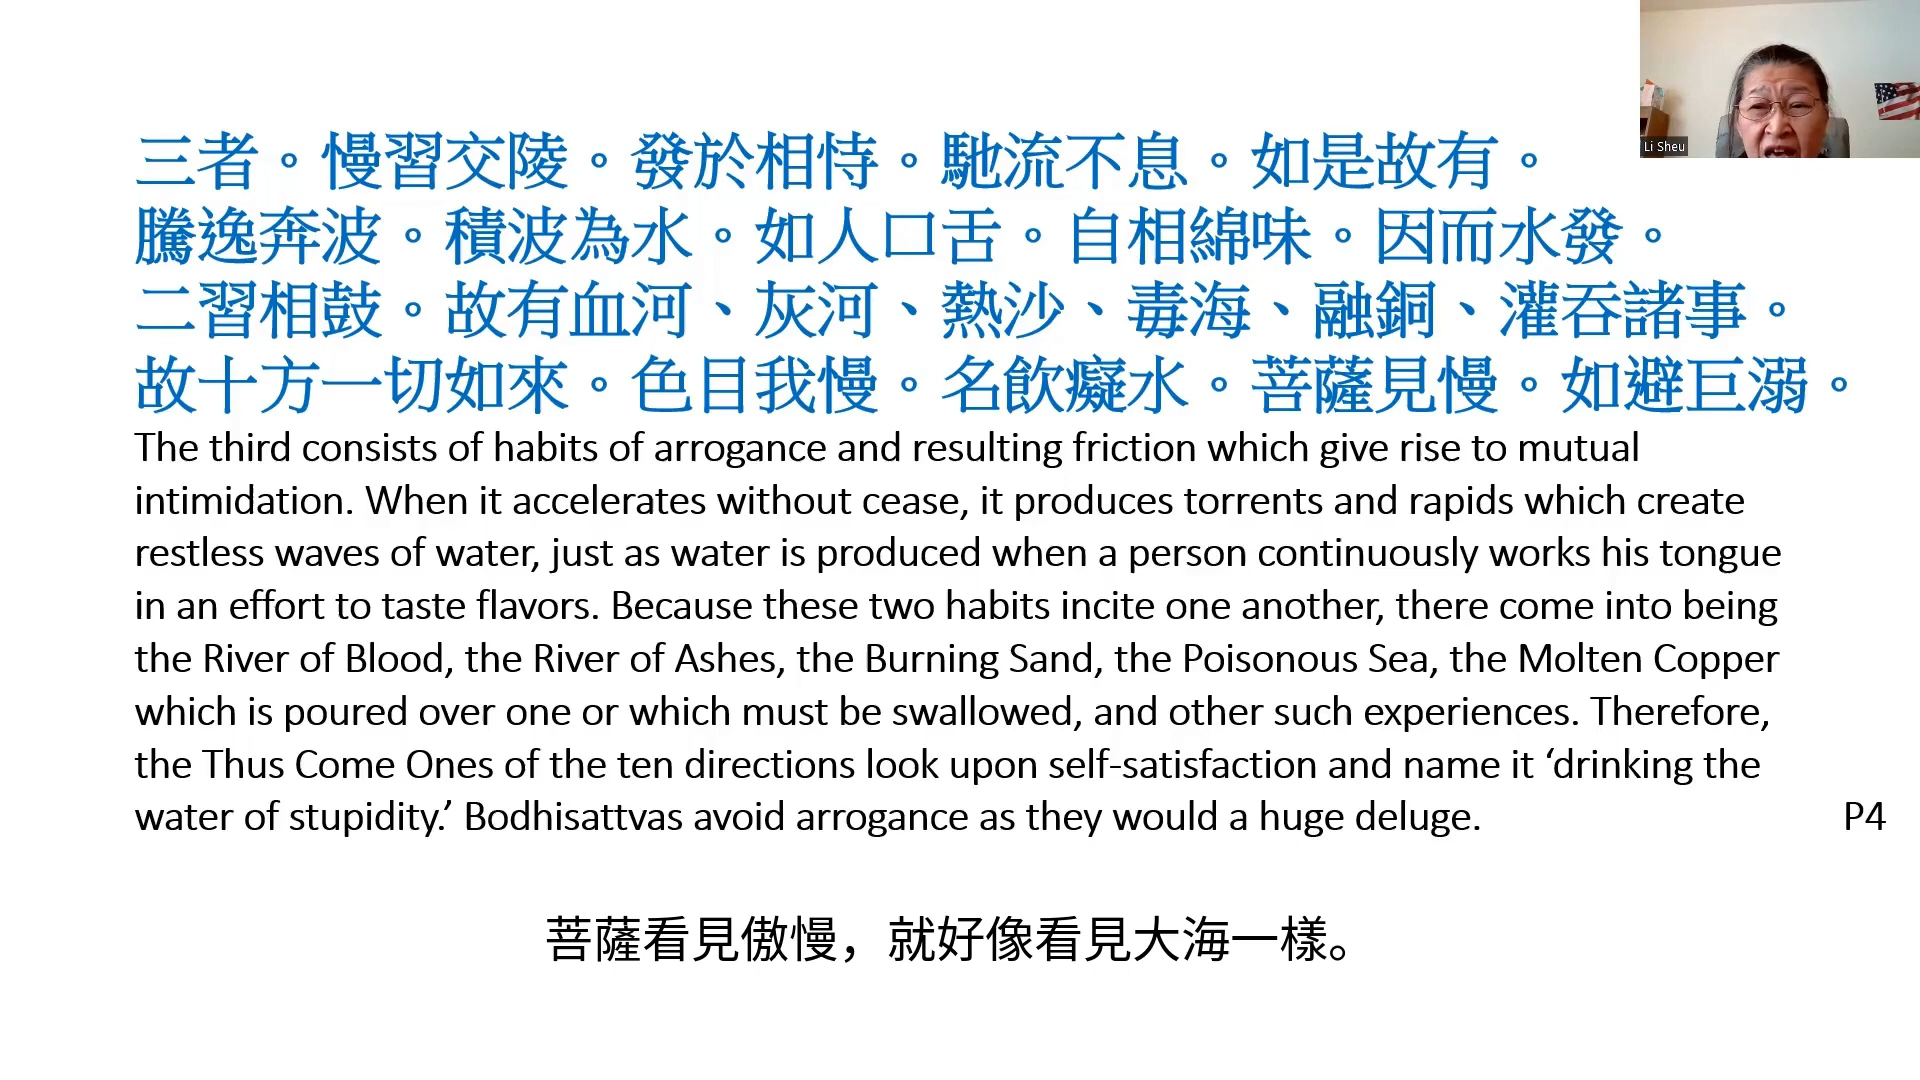 三者。慢習交陵。發於相恃。馳流不息。如是故有。
騰逸奔波。積波為水。如人口舌。自相綿味。因而水發。
二習相鼓。故有血河、灰河、熱沙、毒海、融銅、灌吞諸事。
故十方一切如來。色目我慢。名飲癡水。菩薩見慢。如避巨溺。
The third consists of habits of arrogance and resulting friction which give rise to mutual
intimidation. When it accelerates without cease, it produces torrents and rapids which create
restless waves of water, just as water is produced when a person continuously works his tongue
in an effort to taste flavors. Because these two habits incite one another, there come into being
the River of Blood, the River of Ashes, the Burning Sand, the Poisonous Sea, the Molten Copper
which is poured over one or which must be swallowed, and other such experiences. Therefore,
the Thus Come Ones of the ten directions look upon self-satisfaction and name it ‘drinking the
water of stupidity.’ Bodhisattvas avoid arrogance as they would a huge deluge.
P4
菩薩看見傲慢，就好像看見大海一樣。
Li Sheu